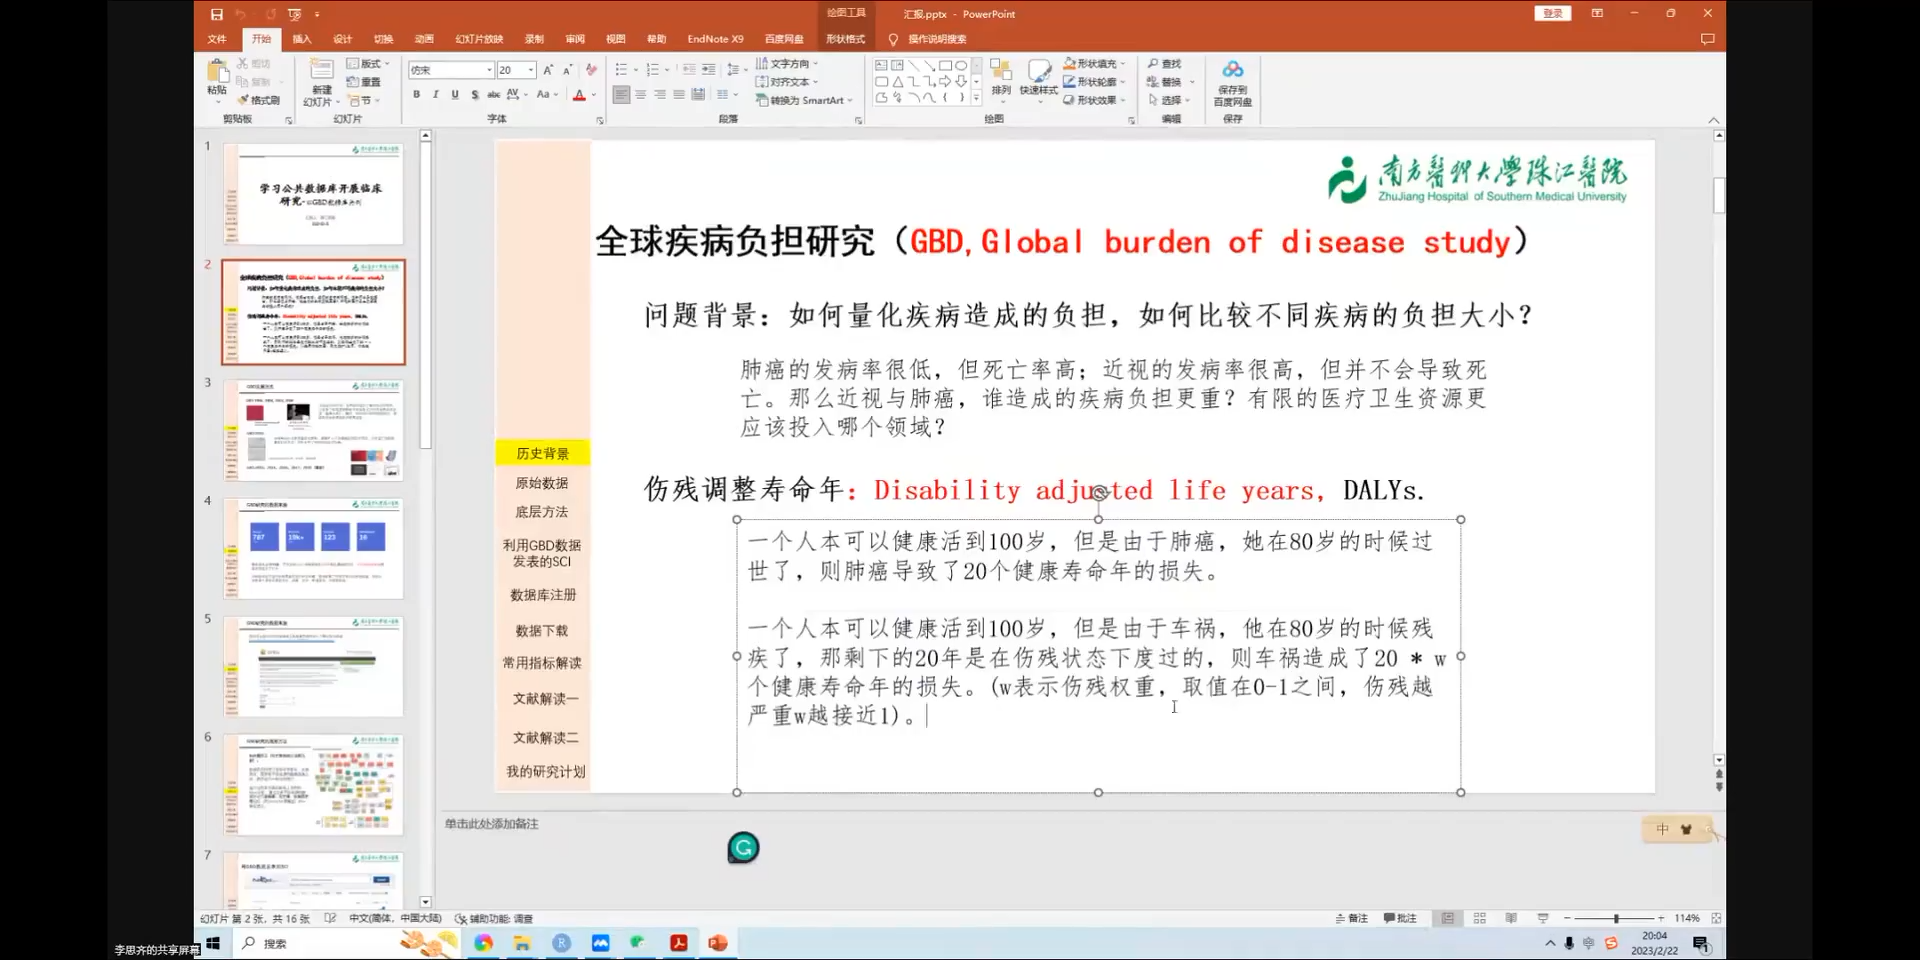 汇报.pptx - PowerPoint
绘图工具
登录
文件 开始 插入 设计 切换 动画 幻灯片放映 录制 审阅 视图 帮助 EndNote X9 百度网盘 形状格式 操作说明搜索
粘贴 剪切 复制 格式刷
新建幻灯片 版式 重置 节
仿宋 20
文字方向 对齐文本 转换为 SmartArt
排列 快速样式 形状填充 形状轮廓 形状效果
查找 替换 选择
保存到百度网盘
剪贴板 幻灯片 字体 段落 绘图 编辑 保存
1
学习公共数据库开展临床
2
3
4
5
6
7
南方医科大学珠江医院
ZhuJiang Hospital of Southern Medical University
全球疾病负担研究（GBD,Global burden of disease study）
问题背景：如何量化疾病造成的负担，如何比较不同疾病的负担大小？
肺癌的发病率很低，但死亡率高；近视的发病率很高，但并不会导致死
亡。那么近视与肺癌，谁造成的疾病负担更重？有限的医疗卫生资源更
应该投入哪个领域？
伤残调整寿命年：Disability adjusted life years, DALYs.
一个人本可以健康活到100岁，但是由于肺癌，她在80岁的时候过
世了，则肺癌导致了20个健康寿命年的损失。
一个人本可以健康活到100岁，但是由于车祸，他在80岁的时候残
疾了，那剩下的20年是在伤残状态下度过的，则车祸造成了20 * w
个健康寿命年的损失。(w表示伤残权重，取值在0-1之间，伤残越
严重w越接近1)。
历史背景
原始数据
底层方法
利用GBD数据
发表的SCI
数据库注册
数据下载
常用指标解读
文献解读一
文献解读二
我的研究计划
单击此处添加备注
中
幻灯片 第 2 张，共 16 张 中文(简体，中国大陆) 辅助功能: 调查 备注 批注 114%
李思齐的共享屏幕
搜索
20:04
2023/2/22